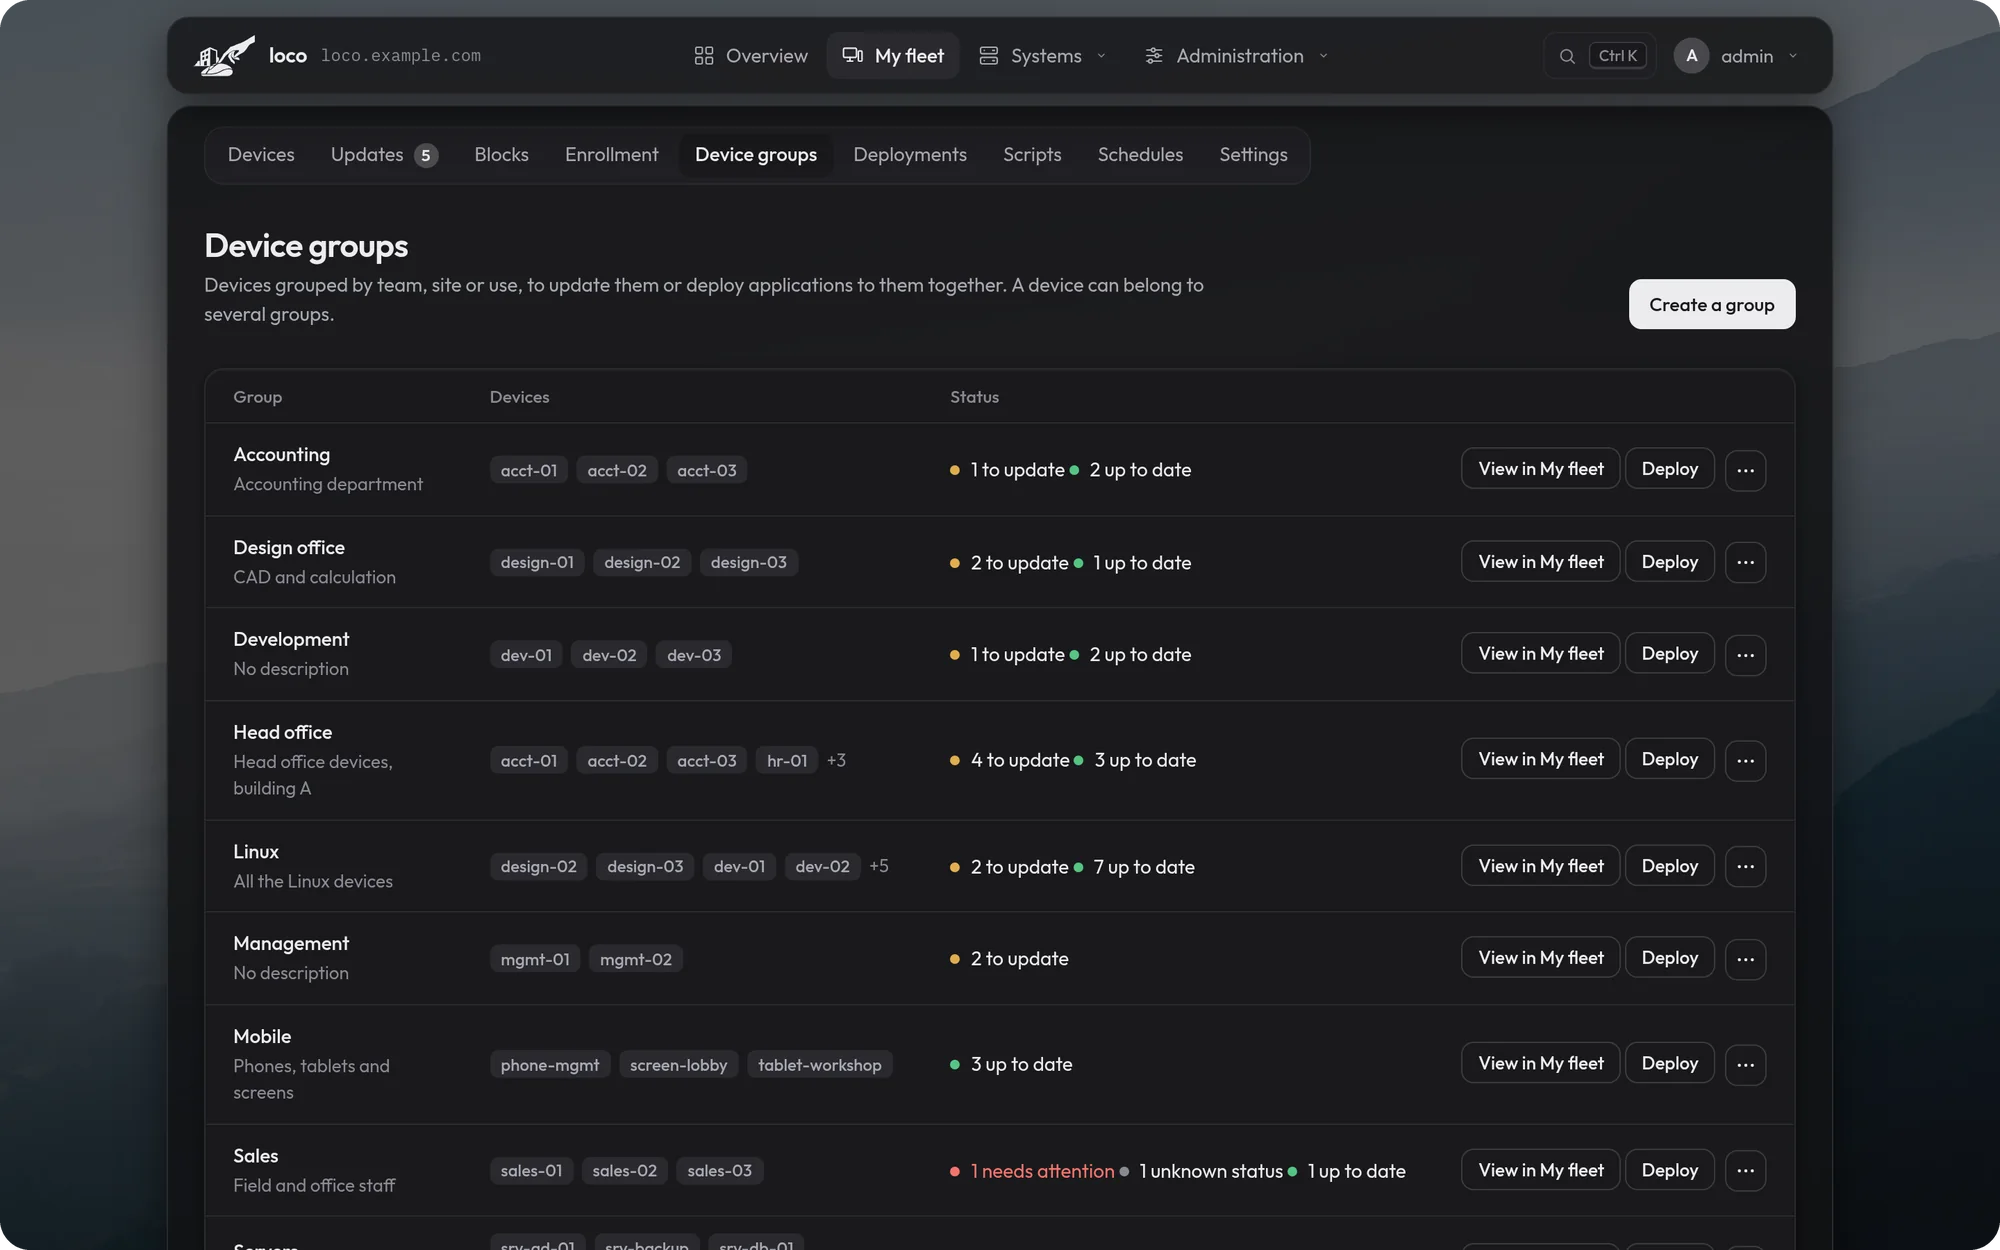 loco loco.example.com Overview My fleet Systems Administration Ctrl K A admin
Devices Updates 5 Blocks Enrollment Device groups Deployments Scripts Schedules Settings
Device groups
Devices grouped by team, site or use, to update them or deploy applications to them together. A device can belong to
several groups.
Create a group
Group Devices Status
Accounting
Accounting department
acct-01 acct-02 acct-03
1 to update 2 up to date
View in My fleet Deploy ...
Design office
CAD and calculation
design-01 design-02 design-03
2 to update 1 up to date
View in My fleet Deploy ...
Development
No description
dev-01 dev-02 dev-03
1 to update 2 up to date
View in My fleet Deploy ...
Head office
Head office devices,
building A
acct-01 acct-02 acct-03 hr-01 +3
4 to update 3 up to date
View in My fleet Deploy ...
Linux
All the Linux devices
design-02 design-03 dev-01 dev-02 +5
2 to update 7 up to date
View in My fleet Deploy ...
Management
No description
mgmt-01 mgmt-02
2 to update
View in My fleet Deploy ...
Mobile
Phones, tablets and
screens
phone-mgmt screen-lobby tablet-workshop
3 up to date
View in My fleet Deploy ...
Sales
Field and office staff
sales-01 sales-02 sales-03
1 needs attention 1 unknown status 1 up to date
View in My fleet Deploy ...
Servers
srv-ad-01 srv-backup srv-db-01